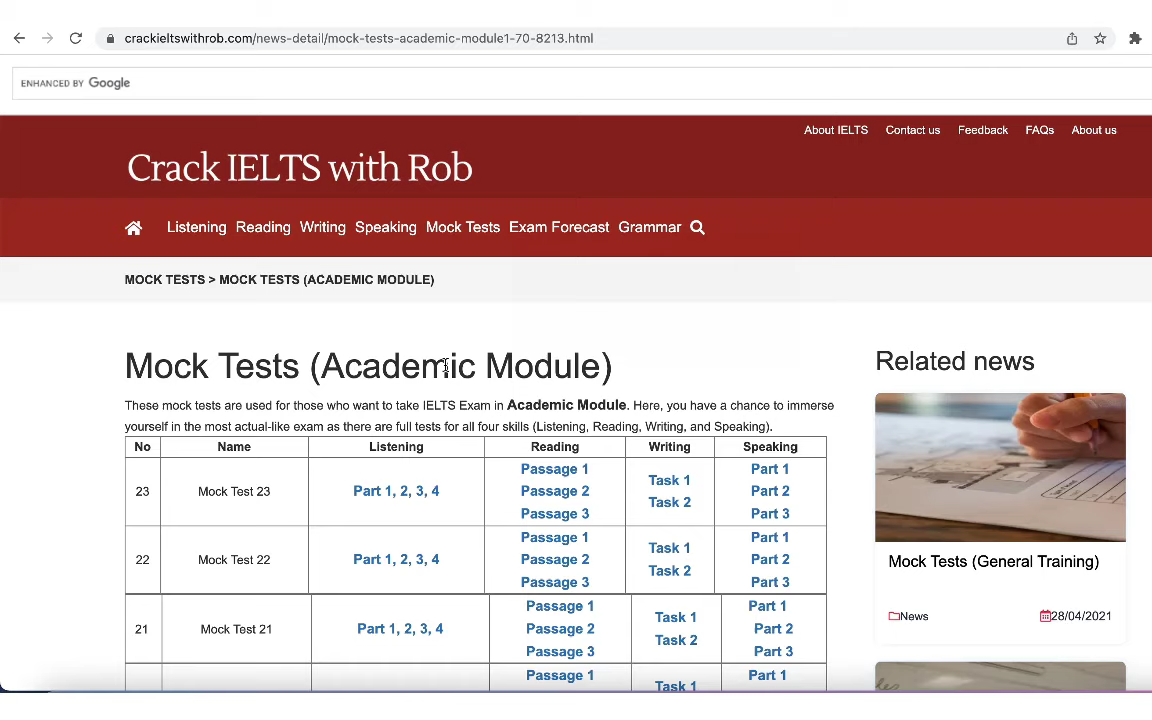 crackieltswithrob.com/news-detail/mock-tests-academic-module1-70-8213.html
ENHANCED BY Google
About IELTS Contact us Feedback FAQs About us
Crack IELTS with Rob
Listening Reading Writing Speaking Mock Tests Exam Forecast Grammar
MOCK TESTS > MOCK TESTS (ACADEMIC MODULE)
Mock Tests (Academic Module)
These mock tests are used for those who want to take IELTS Exam in Academic Module. Here, you have a chance to immerse
yourself in the most actual-like exam as there are full tests for all four skills (Listening, Reading, Writing, and Speaking).
No Name Listening Reading Writing Speaking
23 Mock Test 23 Part 1, 2, 3, 4
Passage 1
Passage 2
Passage 3
Task 1
Task 2
Part 1
Part 2
Part 3
22 Mock Test 22 Part 1, 2, 3, 4
Passage 1
Passage 2
Passage 3
Task 1
Task 2
Part 1
Part 2
Part 3
21 Mock Test 21 Part 1, 2, 3, 4
Passage 1
Passage 2
Passage 3
Task 1
Task 2
Part 1
Part 2
Part 3
Passage 1
Task 1
Part 1
Related news
Mock Tests (General Training)
News 28/04/2021